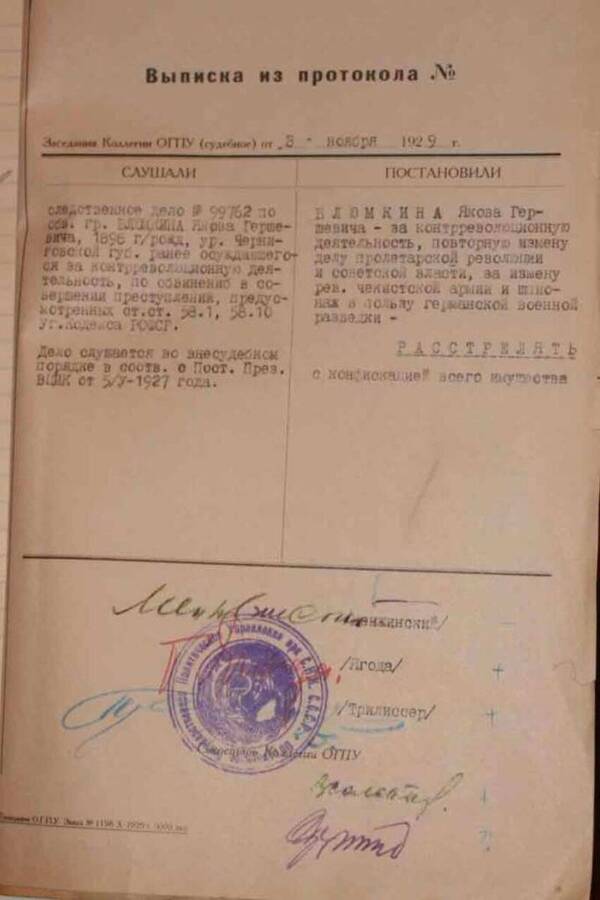 Выписка из протокола №
Заседания Коллегии ОГПУ (судебное) от „3" ноября 1929 г.
СЛУШАЛИ
следственное дело № 99762 по
обв. гр. БЛЮМКИНА Якова Герше-
вича, 1898 г/рожд, ур. Черни-
говской губ. ранее осуждавшего-
ся за контрреволюционную дея-
тельность, по обвинению в со-
вершении преступления, предус-
мотренных ст.ст. 58.1, 58.10
Уг.Кодекса РСФСР.
Дело слушается во внесудебном
порядке в соотв. с Пост. През.
ВЦИК от 5/У-1927 года.
ПОСТАНОВИЛИ
БЛЮМКИНА Якова Гер-
шевича - за контрреволюционную
деятельность, повторную измену
делу пролетарской революции
и советской власти, за измену
рев. чекистской армии и шпио-
наж в пользу германской военной
разведки -
РАССТРЕЛЯТЬ
с конфискацией всего имущества
/Ягода/
/Трилиссер/
Секретарь Коллегии ОГПУ